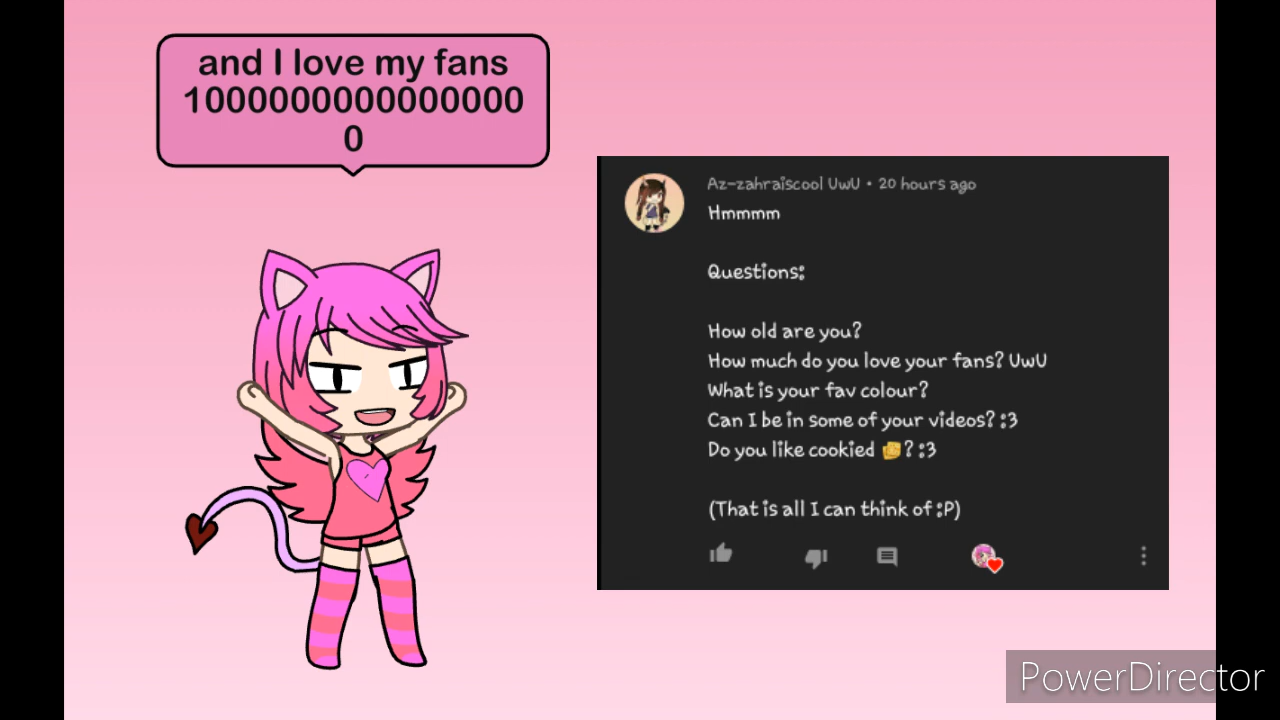 and I love my fans
1000000000000000
0
Az-zahraiscool UwU • 20 hours ago
Hmmmm
Questions:
How old are you?
How much do you love your fans? UwU
What is your fav colour?
Can I be in some of your videos? :3
Do you like cookied ? :3
(That is all I can think of :P)
PowerDirector